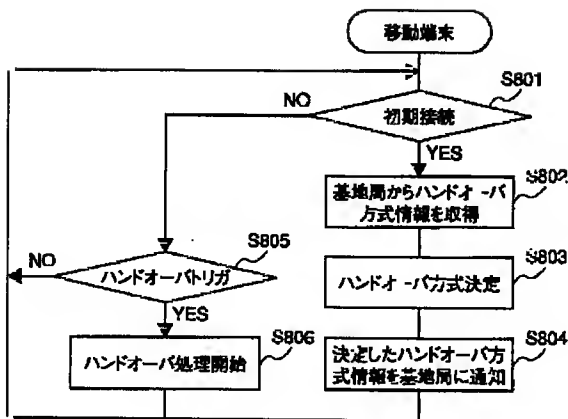 移動端末
S801
NO
初期接続
YES
S802
基地局からハンドオーバ
方式情報を取得
S805
NO
ハンドオーバトリガ
S803
ハンドオーバ方式決定
YES
S806
ハンドオーバ処理開始
S804
決定したハンドオーバ方
式情報を基地局に通知